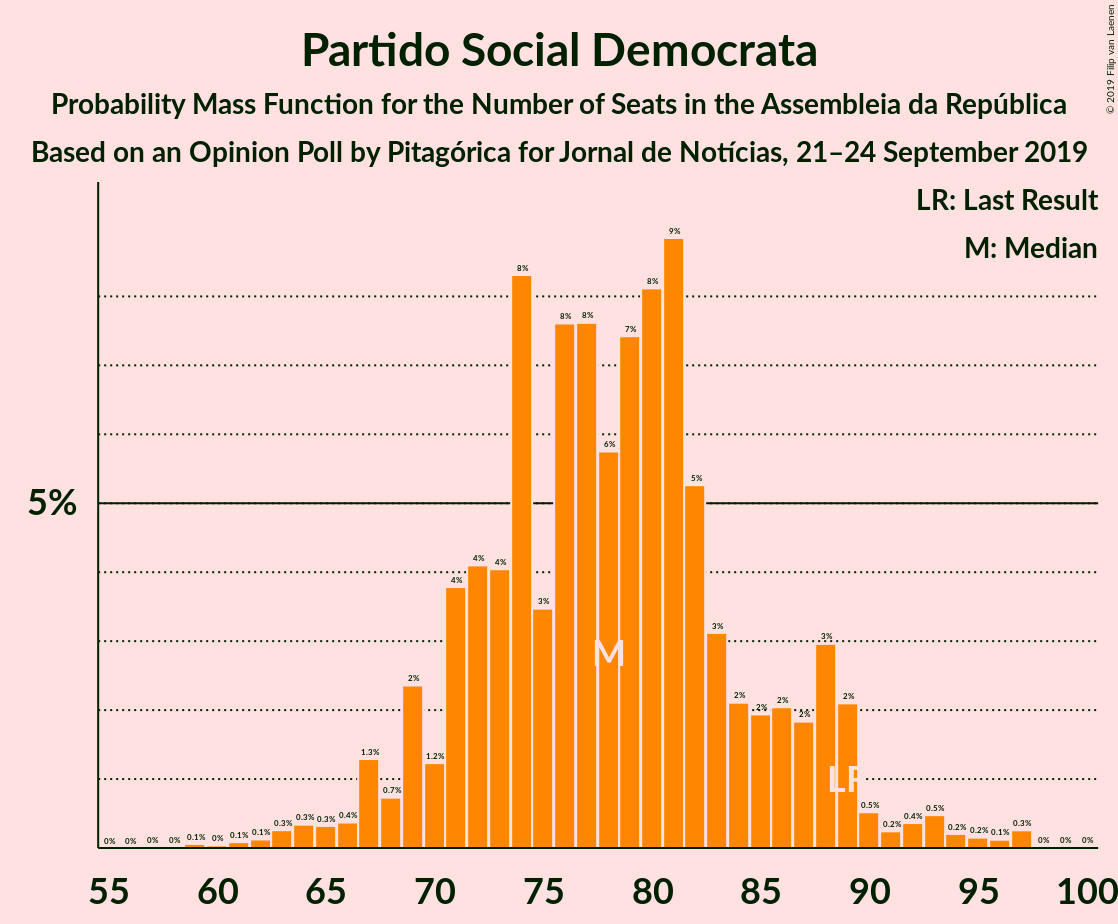 Partido Social Democrata
Probability Mass Function for the Number of Seats in the Assembleia da República
Based on an Opinion Poll by Pitagórica for Jornal de Notícias, 21–24 September 2019
© 2019 Filip van Laenen
LR: Last Result
M: Median
5%
0% 0% 0% 0% 0.1% 0% 0.1% 0.1% 0.3% 0.3% 0.3% 0.4% 1.3% 0.7% 2% 1.2% 4% 4% 4% 8% 3% 8% 8% 6% 7% 8% 9% 5% 3% 2% 2% 2% 2% 3% 2% 0.5% 0.2% 0.4% 0.5% 0.2% 0.2% 0.1% 0.3% 0% 0% 0%
M
LR
55 60 65 70 75 80 85 90 95 100